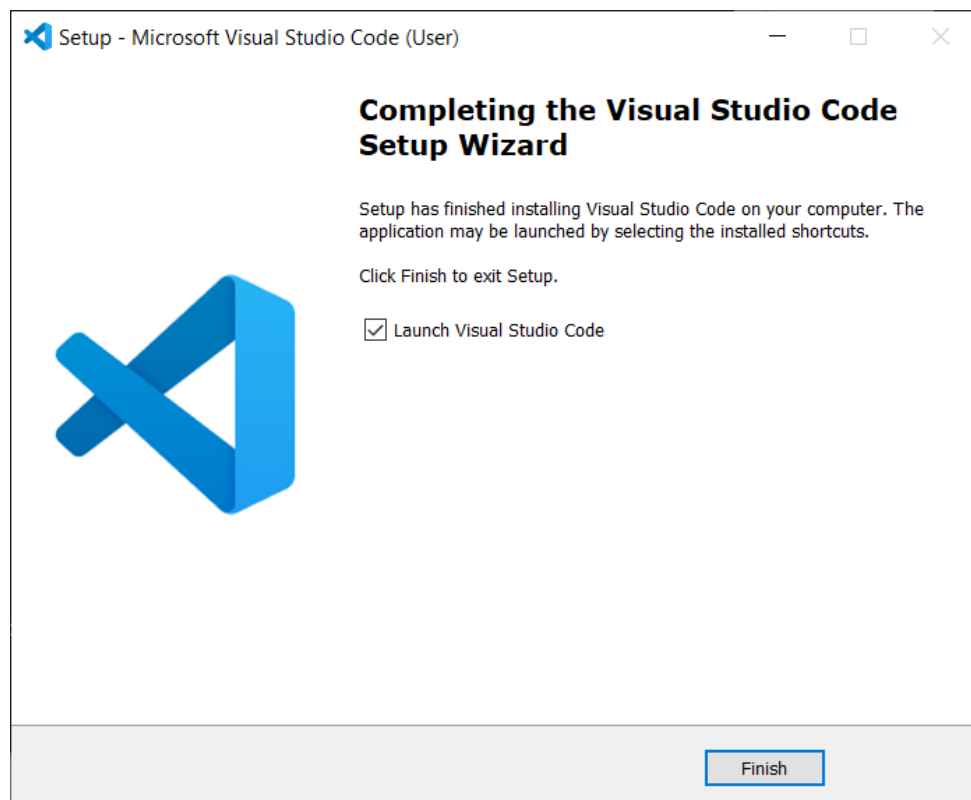 Setup - Microsoft Visual Studio Code (User)
Completing the Visual Studio Code
Setup Wizard
Setup has finished installing Visual Studio Code on your computer. The
application may be launched by selecting the installed shortcuts.
Click Finish to exit Setup.
Launch Visual Studio Code
Finish